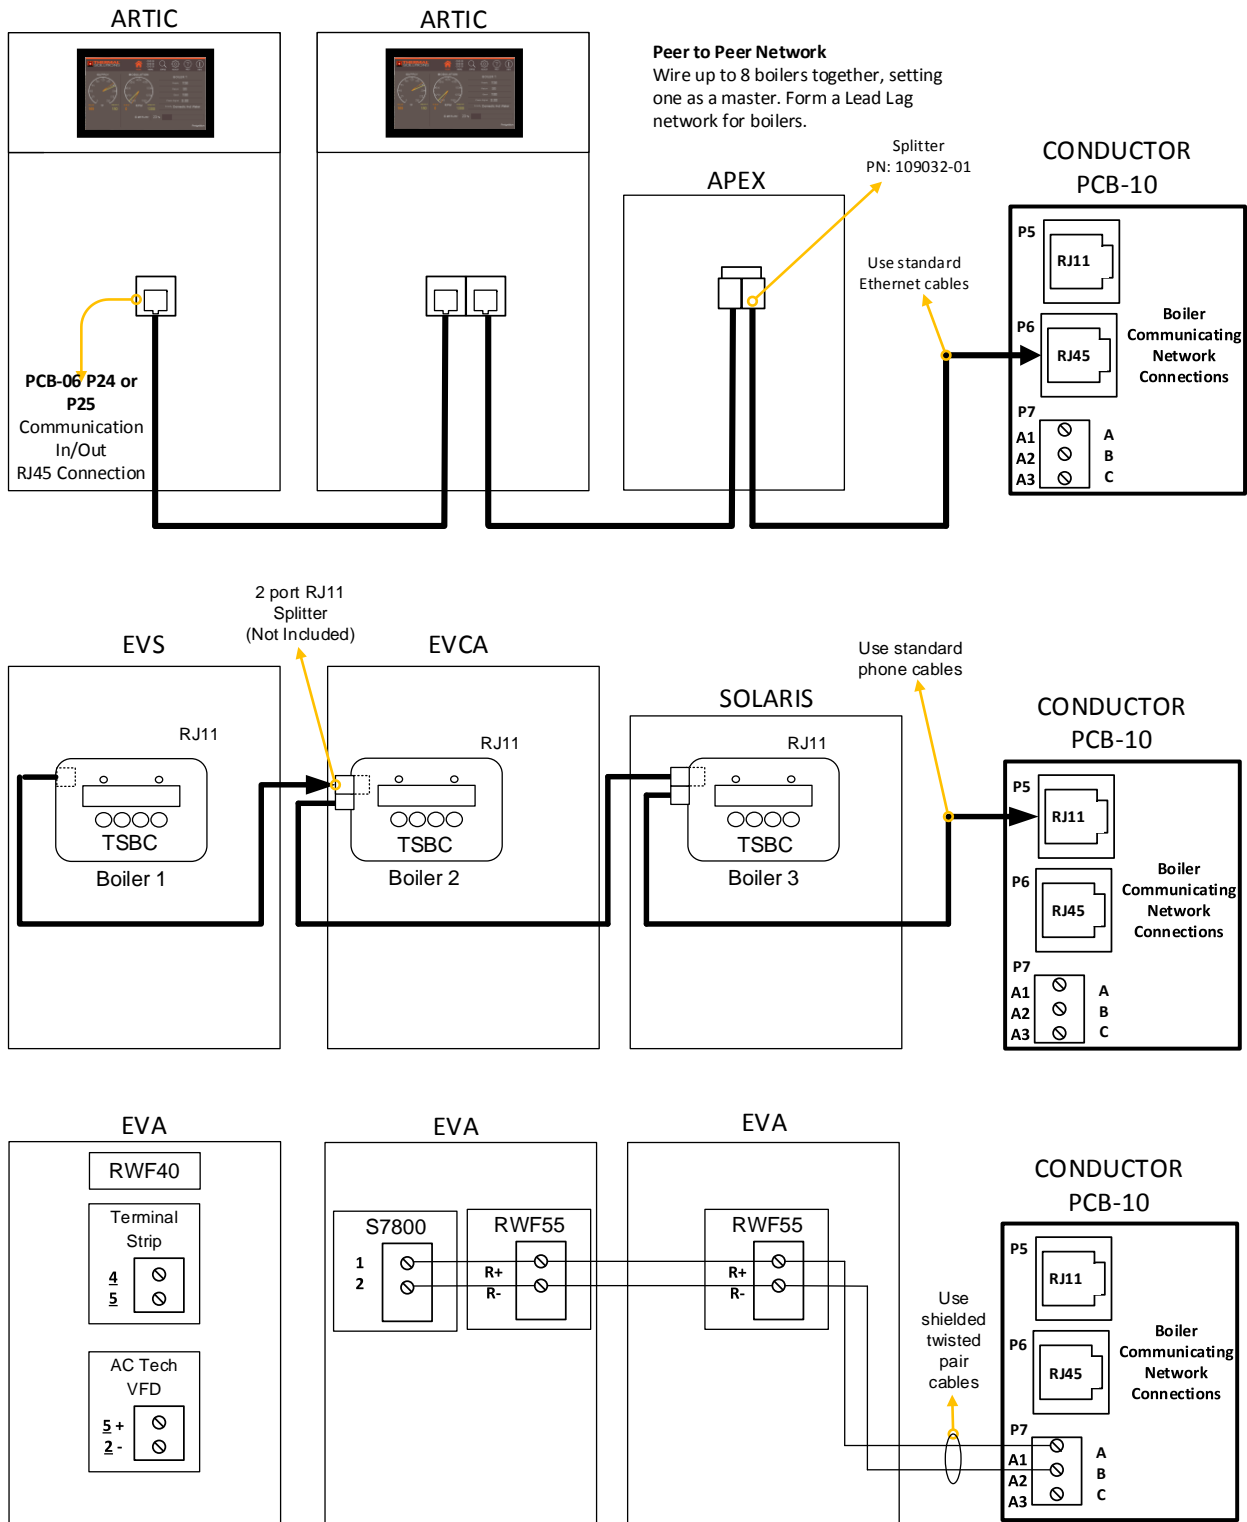 ARTIC
ARTIC
Peer to Peer Network
Wire up to 8 boilers together, setting
one as a master. Form a Lead Lag
network for boilers.
Splitter
PN: 109032-01
CONDUCTOR
PCB-10
APEX
Use standard
Ethernet cables
P5
RJ11
P6
RJ45
Boiler
Communicating
Network
Connections
P7
A1
A2
A3
A
B
C
PCB-06 P24 or
P25
Communication
In/Out
RJ45 Connection
2 port RJ11
Splitter
(Not Included)
EVS
EVCA
SOLARIS
Use standard
phone cables
CONDUCTOR
PCB-10
RJ11
TSBC
Boiler 1
RJ11
TSBC
Boiler 2
RJ11
TSBC
Boiler 3
P5
RJ11
P6
RJ45
Boiler
Communicating
Network
Connections
P7
A1
A2
A3
A
B
C
EVA
EVA
EVA
CONDUCTOR
PCB-10
RWF40
Terminal
Strip
4
5
AC Tech
VFD
5 +
2 -
S7800
1
2
RWF55
R+
R-
RWF55
R+
R-
Use
shielded
twisted
pair
cables
P5
RJ11
P6
RJ45
Boiler
Communicating
Network
Connections
P7
A1
A2
A3
A
B
C